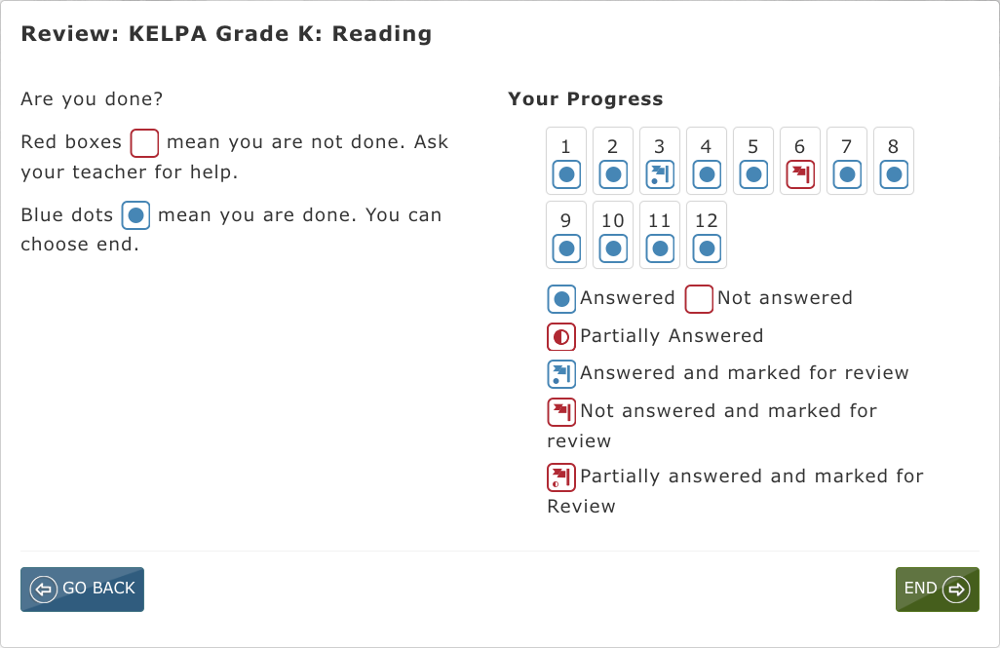 Review: KELPA Grade K: Reading
Are you done?
Red boxes mean you are not done. Ask
your teacher for help.
Blue dots mean you are done. You can
choose end.
Your Progress
1 2 3 4 5 6 7 8
9 10 11 12
Answered Not answered
Partially Answered
Answered and marked for review
Not answered and marked for
review
Partially answered and marked for
Review
GO BACK
END